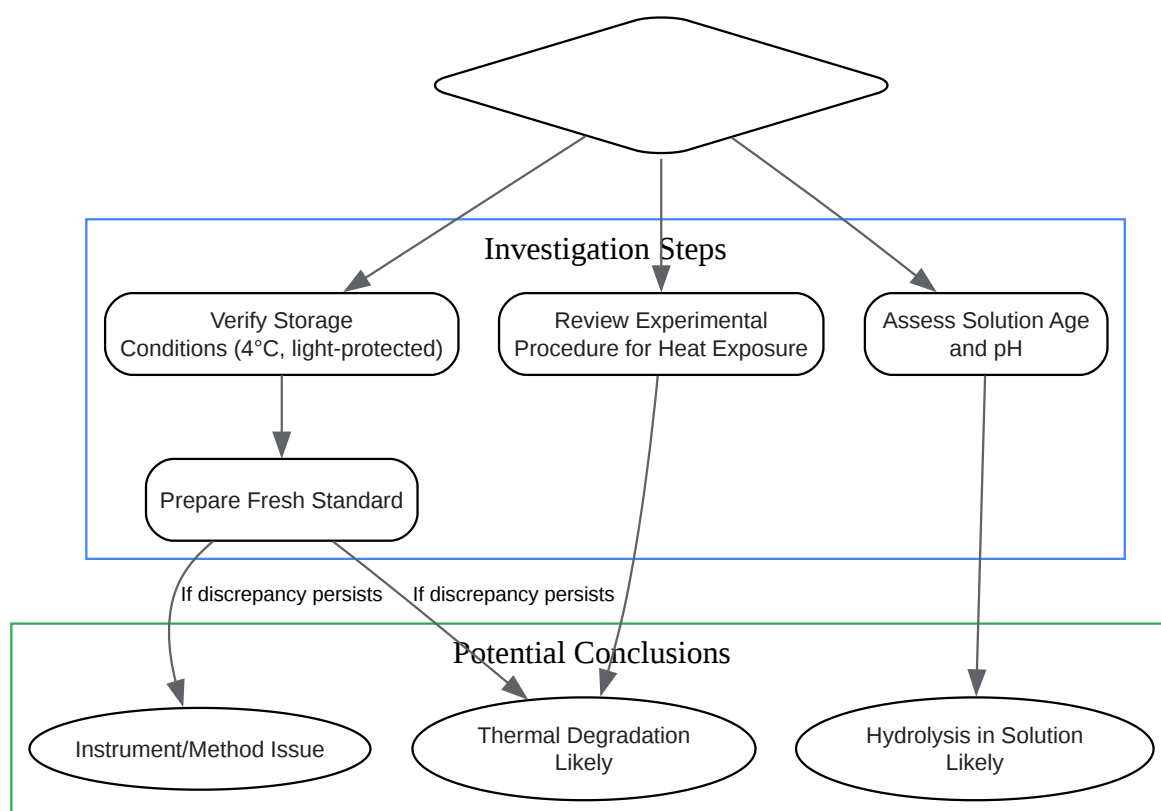 Investigation Steps
Verify Storage
Conditions (4°C, light-protected)
Review Experimental
Procedure for Heat Exposure
Assess Solution Age
and pH
Prepare Fresh Standard
If discrepancy persists
If discrepancy persists
Potential Conclusions
Instrument/Method Issue
Thermal Degradation
Likely
Hydrolysis in Solution
Likely